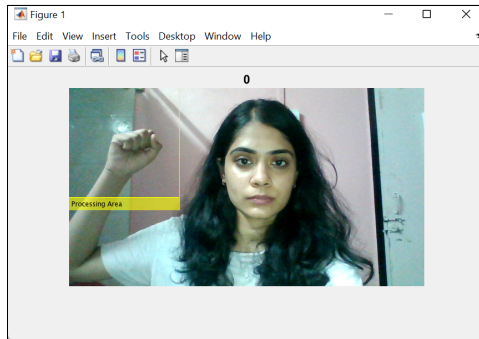 Figure 1
File Edit View Insert Tools Desktop Window Help
0
Processing Area